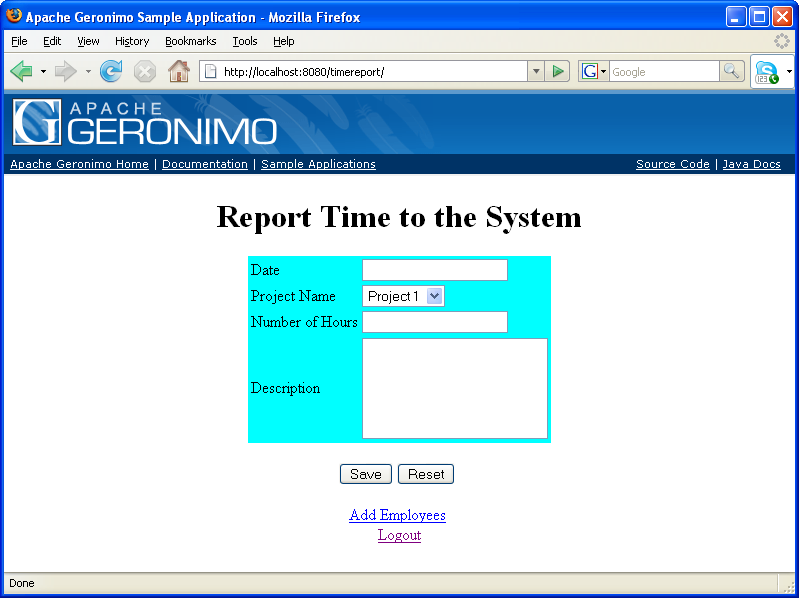 Apache Geronimo Sample Application - Mozilla Firefox
File Edit View History Bookmarks Tools Help
http://localhost:8080/timereport/ G Google 123
APACHE
GERONIMO
Apache Geronimo Home | Documentation | Sample Applications Source Code | Java Docs
Report Time to the System
Date
Project Name Project1
Number of Hours
Description
Save Reset
Add Employees
Logout
Done